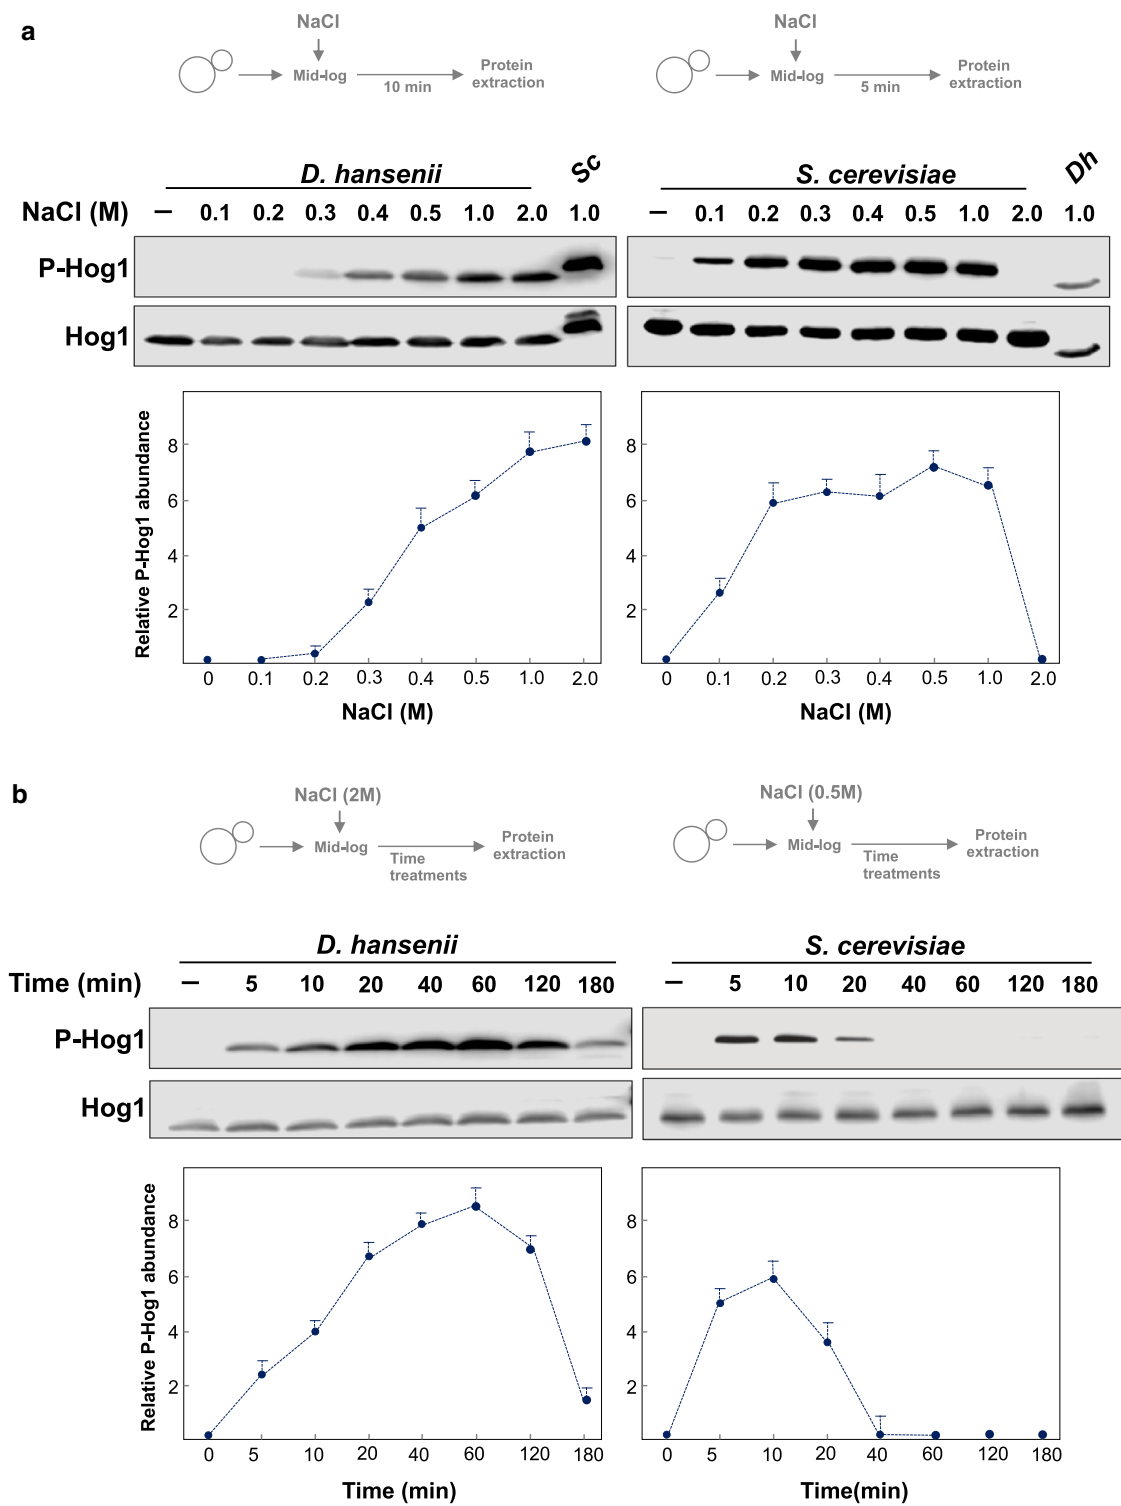 a
NaCl
Mid-log
10 min
Protein
extraction
NaCl
Mid-log
5 min
Protein
extraction
D. hansenii
Sc
NaCl (M) – 0.1 0.2 0.3 0.4 0.5 1.0 2.0 1.0
S. cerevisiae
Dh
– 0.1 0.2 0.3 0.4 0.5 1.0 2.0 1.0
P-Hog1
Hog1
Relative P-Hog1 abundance
8
6
4
2
0 0.1 0.2 0.3 0.4 0.5 1.0 2.0
NaCl (M)
8
6
4
2
0 0.1 0.2 0.3 0.4 0.5 1.0 2.0
NaCl (M)
b
NaCl (2M)
Mid-log
Time
treatments
Protein
extraction
NaCl (0.5M)
Mid-log
Time
treatments
Protein
extraction
D. hansenii
Time (min) – 5 10 20 40 60 120 180
S. cerevisiae
– 5 10 20 40 60 120 180
P-Hog1
Hog1
Relative P-Hog1 abundance
8
6
4
2
0 5 10 20 40 60 120 180
Time (min)
8
6
4
2
0 5 10 20 40 60 120 180
Time(min)